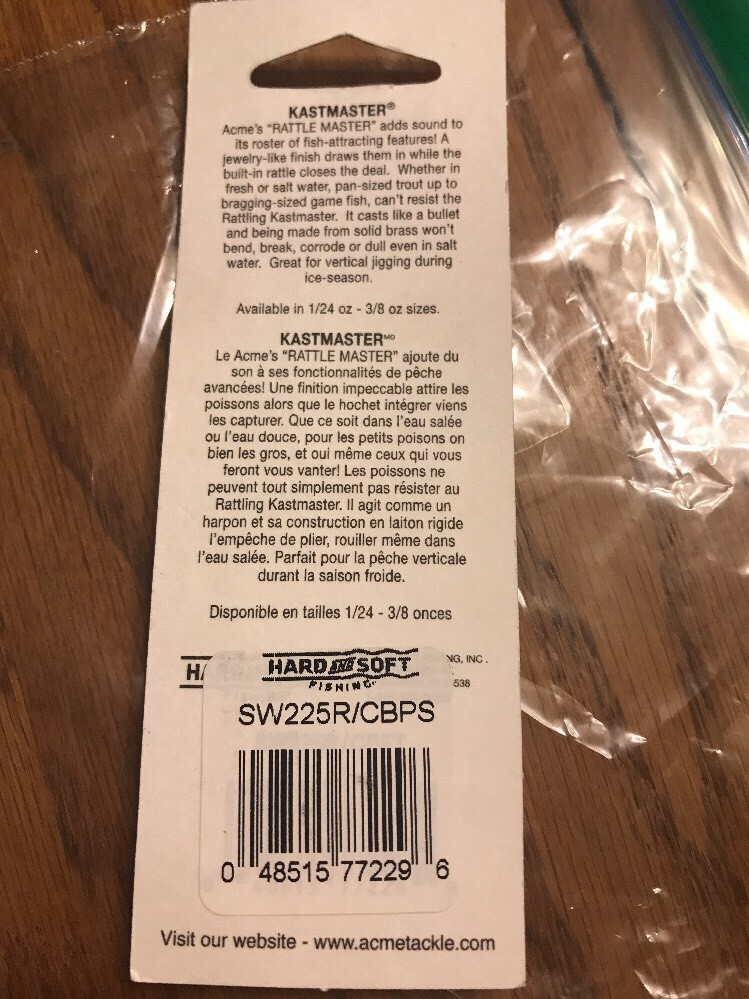 KASTMASTER®
Acme's "RATTLE MASTER" adds sound to
its roster of fish-attracting features! A
jewelry-like finish draws them in while the
built-in rattle closes the deal. Whether in
fresh or salt water, pan-sized trout up to
bragging-sized game fish, can't resist the
Rattling Kastmaster. It casts like a bullet
and being made from solid brass won't
bend, break, corrode or dull even in salt
water. Great for vertical jigging during
ice-season.
Available in 1/24 oz - 3/8 oz sizes.
KASTMASTERMD
Le Acme's "RATTLE MASTER" ajoute du
son à ses fonctionnalités de pêche
avancées! Une finition impeccable attire les
poissons alors que le hochet intégrer viens
les capturer. Que ce soit dans l'eau salée
ou l'eau douce, pour les petits poisons on
bien les gros, et oui même ceux qui vous
feront vous vanter! Les poissons ne
peuvent tout simplement pas résister au
Rattling Kastmaster. Il agit comme un
harpon et sa construction en laiton rigide
l'empêche de plier, rouiller même dans
l'eau salée. Parfait pour la pêche verticale
durant la saison froide.
Disponible en tailles 1/24 - 3/8 onces
HARD AND SOFT
FISHING
NG, INC.
538
SW225R/CBPS
0 48515 77229 6
Visit our website - www.acmetackle.com